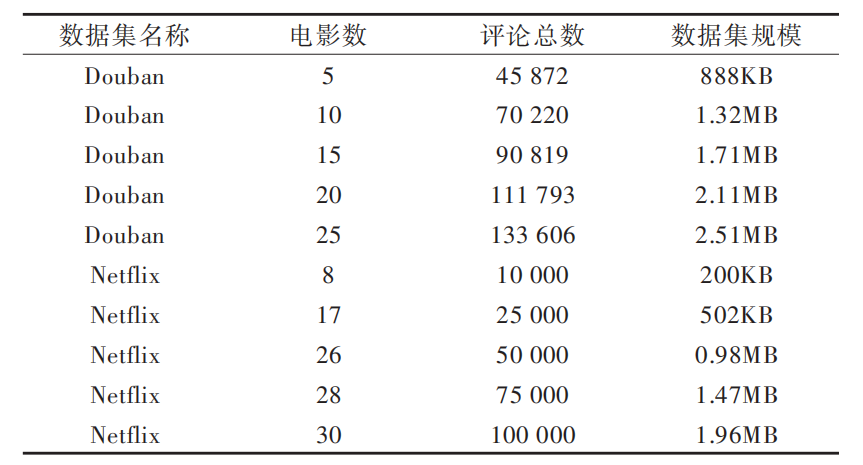 数据集名称 电影数 评论总数 数据集规模
Douban 5 45 872 888KB
Douban 10 70 220 1.32MB
Douban 15 90 819 1.71MB
Douban 20 111 793 2.11MB
Douban 25 133 606 2.51MB
Netflix 8 10 000 200KB
Netflix 17 25 000 502KB
Netflix 26 50 000 0.98MB
Netflix 28 75 000 1.47MB
Netflix 30 100 000 1.96MB